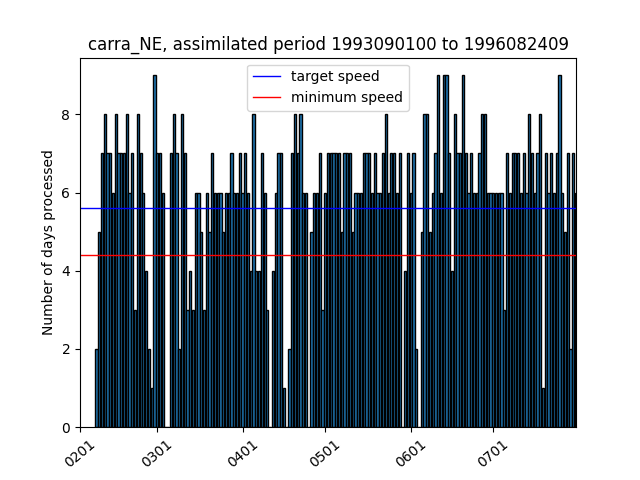 carra_NE, assimilated period 1993090100 to 1996082409
target speed
minimum speed
Number of days processed
8
6
4
2
0
0201 0301 0401 0501 0601 0701